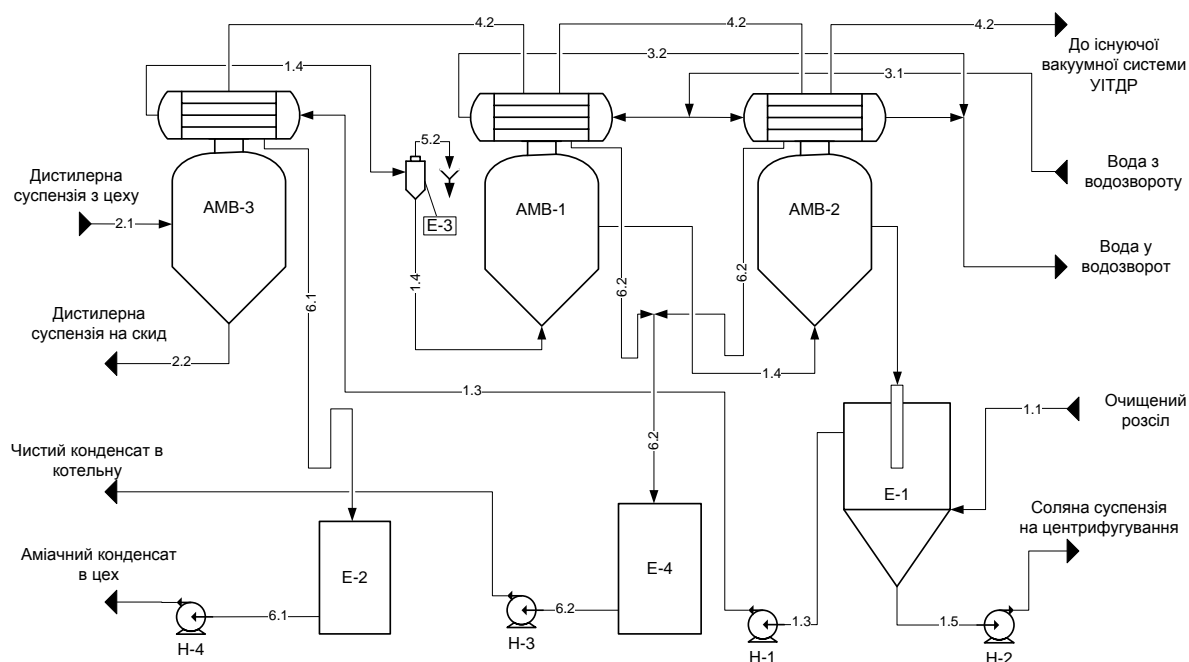 4.2
4.2
4.2
До існуючої
вакуумної системи
УІТДР
3.2
1.4
3.1
5.2
Вода з
водозвороту
Дистилерна
суспензія з цеху
АМВ-3
АМВ-1
АМВ-2
2.1
Е-3
Вода у
водозворот
6.1
1.4
6.2
6.2
Дистилерна
суспензія на скид
2.2
1.4
1.3
1.1
Очищений
розсіл
6.2
Чистий конденсат в
котельну
Е-1
Соляна суспензія
на центрифугування
Аміачний конденсат
в цех
Е-2
Е-4
6.1
6.2
1.3
1.5
Н-4
Н-3
Н-1
Н-2